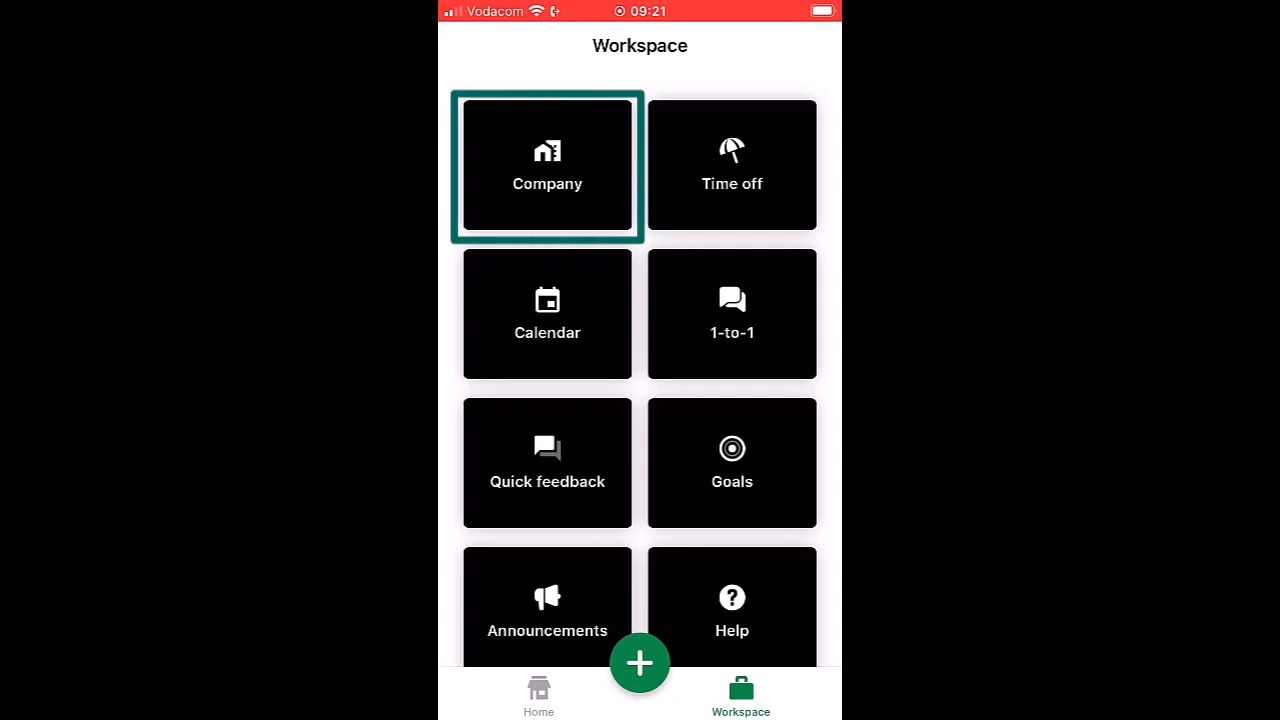 Vodacom 09:21
Workspace
Company Time off
Calendar 1-to-1
Quick feedback Goals
Announcements Help
Home Workspace